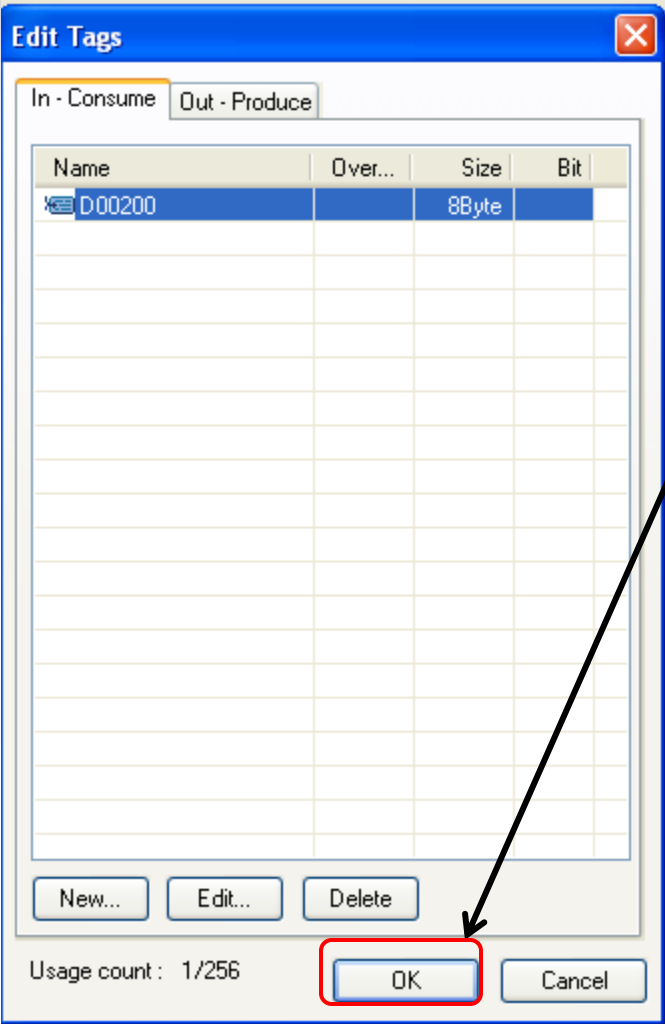 Edit Tags
In - Consume Out - Produce
Name Over... Size Bit
D00200 8Byte
New... Edit... Delete
Usage count : 1/256
OK Cancel